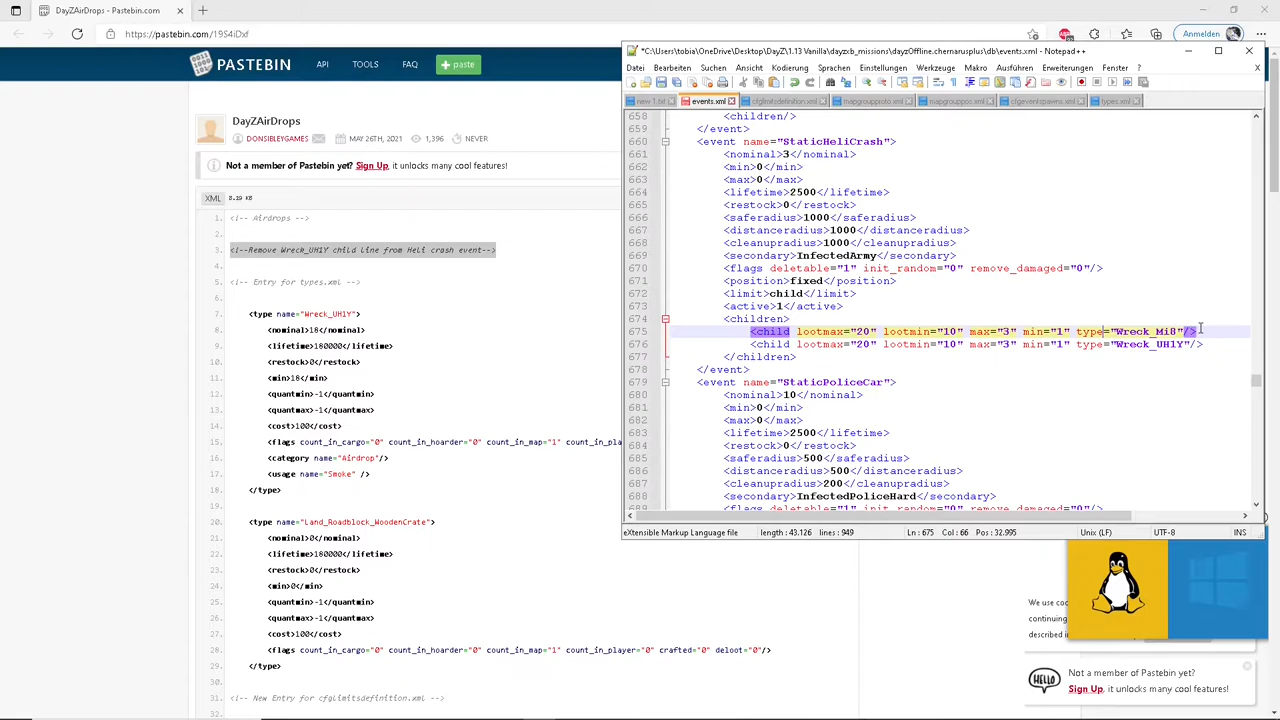 DayZAirDrops - Pastebin.com
https://pastebin.com/19S4iDxf
Anmelden
PASTEBIN
API
TOOLS
FAQ
+ paste
DayZAirDrops
DONSIBLEYGAMES
MAY 26TH, 2021
1,396
NEVER
Not a member of Pastebin yet? Sign Up, it unlocks many cool features!
XML
8.19 KB
1. <!-- Airdrops -->
2.
3. <!--Remove Wreck_UH1Y child line from Heli crash event-->
4.
5. <!-- Entry for types.xml -->
6.
7. <type name="Wreck_UH1Y">
8. <nominal>18</nominal>
9. <lifetime>180000</lifetime>
10. <restock>0</restock>
11. <min>18</min>
12. <quantmin>-1</quantmin>
13. <quantmax>-1</quantmax>
14. <cost>100</cost>
15. <flags count_in_cargo="0" count_in_hoarder="0" count_in_map="1" count_in_pla
16. <category name="Airdrop"/>
17. <usage name="Smoke" />
18. </type>
19.
20. <type name="Land_Roadblock_WoodenCrate">
21. <nominal>0</nominal>
22. <lifetime>180000</lifetime>
23. <restock>0</restock>
24. <min>0</min>
25. <quantmin>-1</quantmin>
26. <quantmax>-1</quantmax>
27. <cost>100</cost>
28. <flags count_in_cargo="0" count_in_hoarder="0" count_in_map="1" count_in_player="0" crafted="0" deloot="0"/>
29. </type>
30.
31. <!-- New Entry for cfglimitsdefinition.xml -->
32.
*C:\Users\tobia\OneDrive\Desktop\DayZ\1.13 Vanilla\dayzxb_missions\dayzOffline.chernarusplus\db\events.xml - Notepad++
Datei Bearbeiten Suchen Ansicht Kodierung Sprachen Einstellungen Werkzeuge Makro Ausführen Erweiterungen Fenster ?
X
new 1.txt events.xml cfglimitsdefinition.xml mapgroupproto.xml mapgrouppos.xml cfgeventspawns.xml types.xml
658 <children/>
659 </event>
660 <event name="StaticHeliCrash">
661 <nominal>3</nominal>
662 <min>0</min>
663 <max>0</max>
664 <lifetime>2500</lifetime>
665 <restock>0</restock>
666 <saferadius>1000</saferadius>
667 <distanceradius>1000</distanceradius>
668 <cleanupradius>1000</cleanupradius>
669 <secondary>InfectedArmy</secondary>
670 <flags deletable="1" init_random="0" remove_damaged="0"/>
671 <position>fixed</position>
672 <limit>child</limit>
673 <active>1</active>
674 <children>
675 <child lootmax="20" lootmin="10" max="3" min="1" type="Wreck_Mi8"/>
676 <child lootmax="20" lootmin="10" max="3" min="1" type="Wreck_UH1Y"/>
677 </children>
678 </event>
679 <event name="StaticPoliceCar">
680 <nominal>10</nominal>
681 <min>0</min>
682 <max>0</max>
683 <lifetime>2500</lifetime>
684 <restock>0</restock>
685 <saferadius>500</saferadius>
686 <distanceradius>500</distanceradius>
687 <cleanupradius>200</cleanupradius>
688 <secondary>InfectedPoliceHard</secondary>
689 <flags deletable="1" init_random="0" remove_damaged="0"/>
eXtensible Markup Language file length : 43.126 lines : 949 Ln : 675 Col : 66 Pos : 32.995 Unix (LF) UTF-8 INS
We use coo
continuing
described in
HELLO
Not a member of Pastebin yet?
Sign Up, it unlocks many cool features!